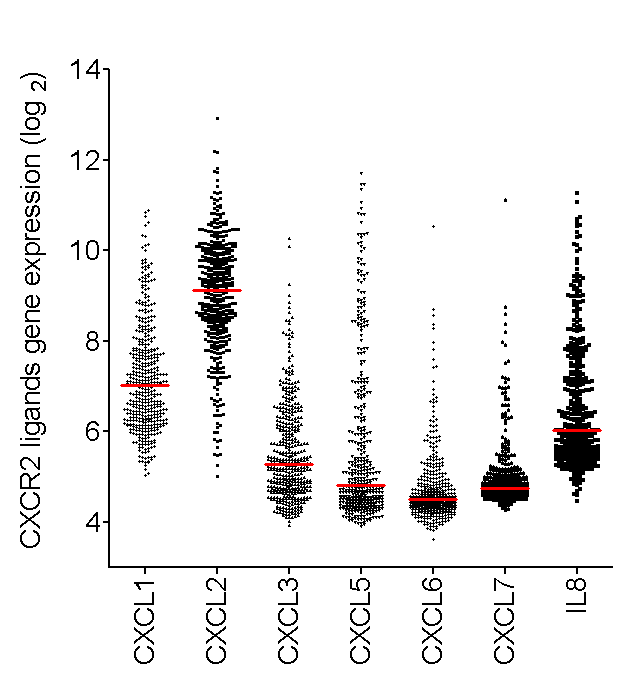 CXCR2 ligands gene expression (log 2)
14
12
10
8
6
4
CXCL1
CXCL2
CXCL3
CXCL5
CXCL6
CXCL7
IL8